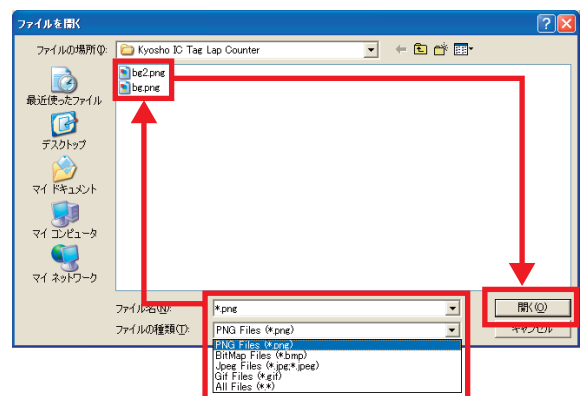 ファイルを開く
ファイルの場所(I):
Kyosho IC Tag Lap Counter
bg2.png
bg.png
最近使ったファイル
デスクトップ
マイ ドキュメント
マイ コンピュータ
マイ ネットワーク
ファイル名(N):
*.png
開く(O)
ファイルの種類(T):
PNG Files (*.png)
キャンセル
PNG Files (*.png)
BitMap Files (*.bmp)
Jpeg Files (*.jpg;*.jpeg)
Gif Files (*.gif)
All Files (*.*)